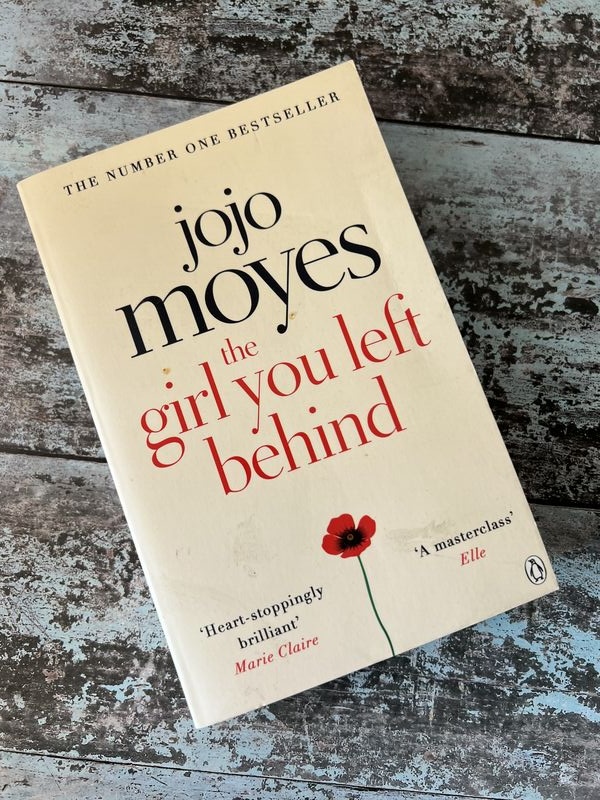 THE NUMBER ONE BESTSELLER
jojo
moyes
the
girl you left
behind
'A masterclass'
Elle
'Heart-stoppingly
brilliant'
Marie Claire